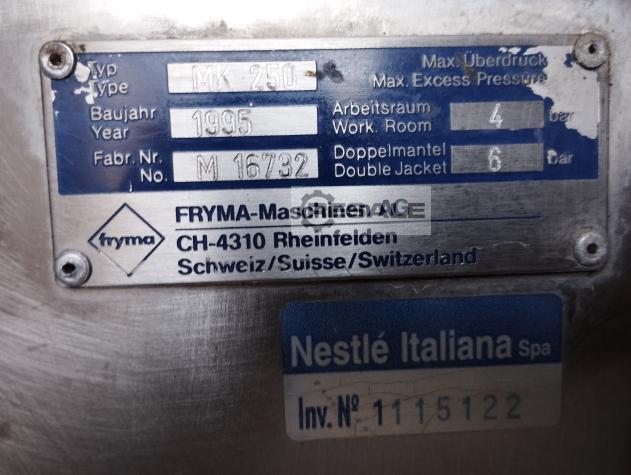 Typ
Type
MK 250
Max. Überdruck
Max. Excess Pressure
Baujahr
Year
1995
Arbeitsraum
Work. Room
4
bar
Fabr. Nr.
No.
M 16732
Doppelmantel
Double Jacket
6
bar
fryma
FRYMA-Maschinen AG
CH-4310 Rheinfelden
Schweiz/Suisse/Switzerland
Nestlé Italiana Spa
Inv. Nº 1115122